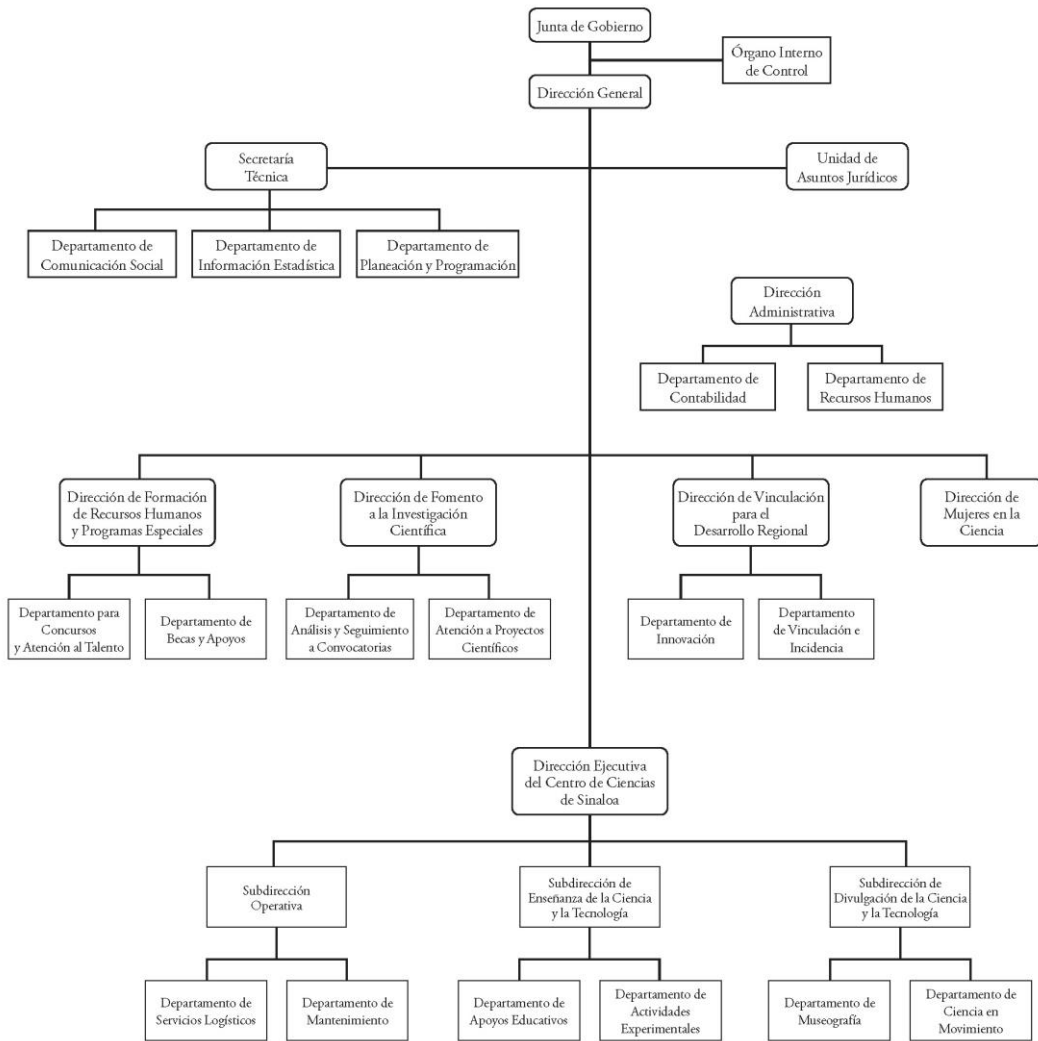 Junta de Gobierno
Órgano Interno
de Control
Dirección General
Secretaría
Técnica
Unidad de
Asuntos Jurídicos
Departamento de
Comunicación Social
Departamento de
Información Estadística
Departamento de
Planeación y Programación
Dirección
Administrativa
Departamento de
Contabilidad
Departamento de
Recursos Humanos
Dirección de Formación
de Recursos Humanos
y Programas Especiales
Dirección de Fomento
a la Investigación
Científica
Dirección de Vinculación
para el
Desarrollo Regional
Dirección de
Mujeres en la
Ciencia
Departamento para
Concursos
y Atención al Talento
Departamento de
Becas y Apoyos
Departamento de
Análisis y Seguimiento
a Convocatorias
Departamento de
Atención a Proyectos
Científicos
Departamento de
Innovación
Departamento
de Vinculación e
Incidencia
Dirección Ejecutiva
del Centro de Ciencias
de Sinaloa
Subdirección
Operativa
Subdirección de
Enseñanza de la Ciencia
y la Tecnología
Subdirección de
Divulgación de la Ciencia
y la Tecnología
Departamento de
Servicios Logísticos
Departamento de
Mantenimiento
Departamento de
Apoyos Educativos
Departamento de
Actividades
Experimentales
Departamento de
Museografía
Departamento de
Ciencia en
Movimiento